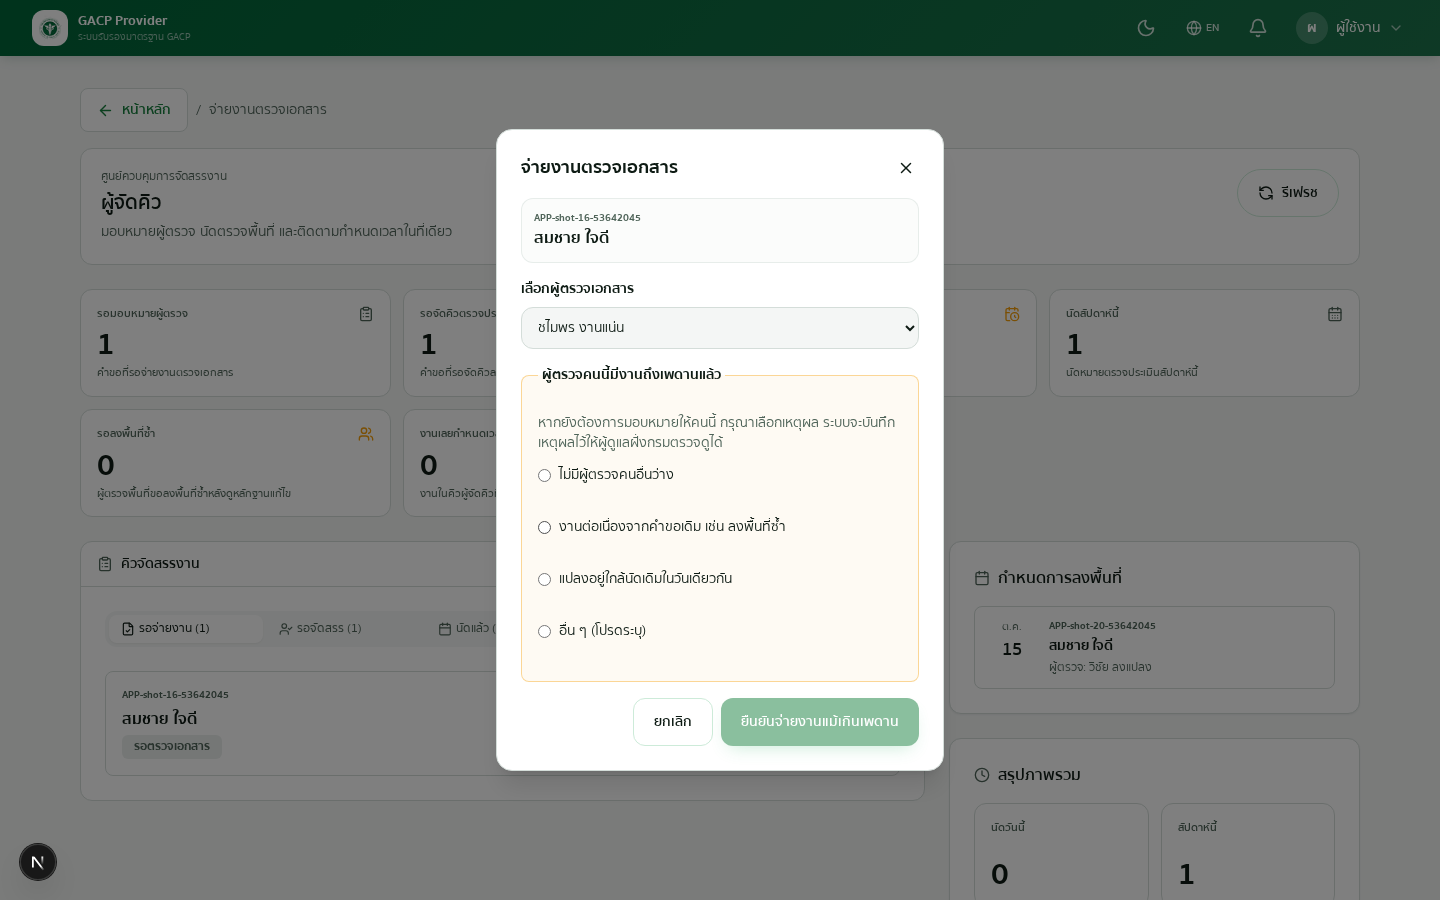 GACP Provider
ระบบรับรองมาตรฐาน GACP
EN
ผ
ผู้ใช้งาน
หน้าหลัก
/ จ่ายงานตรวจเอกสาร
ศูนย์ควบคุมการจัดสรรงาน
ผู้จัดคิว
มอบหมายผู้ตรวจ นัดตรวจพื้นที่ และติดตามกำหนดเวลาในที่เดียว
รีเฟรช
รอมอบหมายผู้ตรวจ
1
คำขอที่รอจ่ายงานตรวจเอกสาร
รอจัดคิวตรวจประ
1
คำขอที่รอจัดคิวล
นัดสัปดาห์นี้
1
นัดหมายตรวจประเมินสัปดาห์นี้
รอลงพื้นที่ซ้ำ
0
ผู้ตรวจพื้นที่ขอลงพื้นที่ซ้ำหลังดูหลักฐานแก้ไข
งานเลยกำหนดเว
0
งานในคิวผู้จัดคิว
คิวจัดสรรงาน
รอจ่ายงาน (1)
รอจัดสรร (1)
นัดแล้ว (
APP-shot-16-53642045
สมชาย ใจดี
รอตรวจเอกสาร
กำหนดการลงพื้นที่
ต.ค.
15
APP-shot-20-53642045
สมชาย ใจดี
ผู้ตรวจ: วิชัย ลงแปลง
สรุปภาพรวม
นัดวันนี้
0
สัปดาห์นี้
1
จ่ายงานตรวจเอกสาร
APP-shot-16-53642045
สมชาย ใจดี
เลือกผู้ตรวจเอกสาร
ชไมพร งานแน่น
ผู้ตรวจคนนี้มีงานถึงเพดานแล้ว
หากยังต้องการมอบหมายให้คนนี้ กรุณาเลือกเหตุผล ระบบจะบันทึก
เหตุผลไว้ให้ผู้ดูแลฝั่งกรมตรวจดูได้
ไม่มีผู้ตรวจคนอื่นว่าง
งานต่อเนื่องจากคำขอเดิม เช่น ลงพื้นที่ซ้ำ
แปลงอยู่ใกล้นัดเดิมในวันเดียวกัน
อื่น ๆ (โปรดระบุ)
ยกเลิก
ยืนยันจ่ายงานแม้เกินเพดาน
N